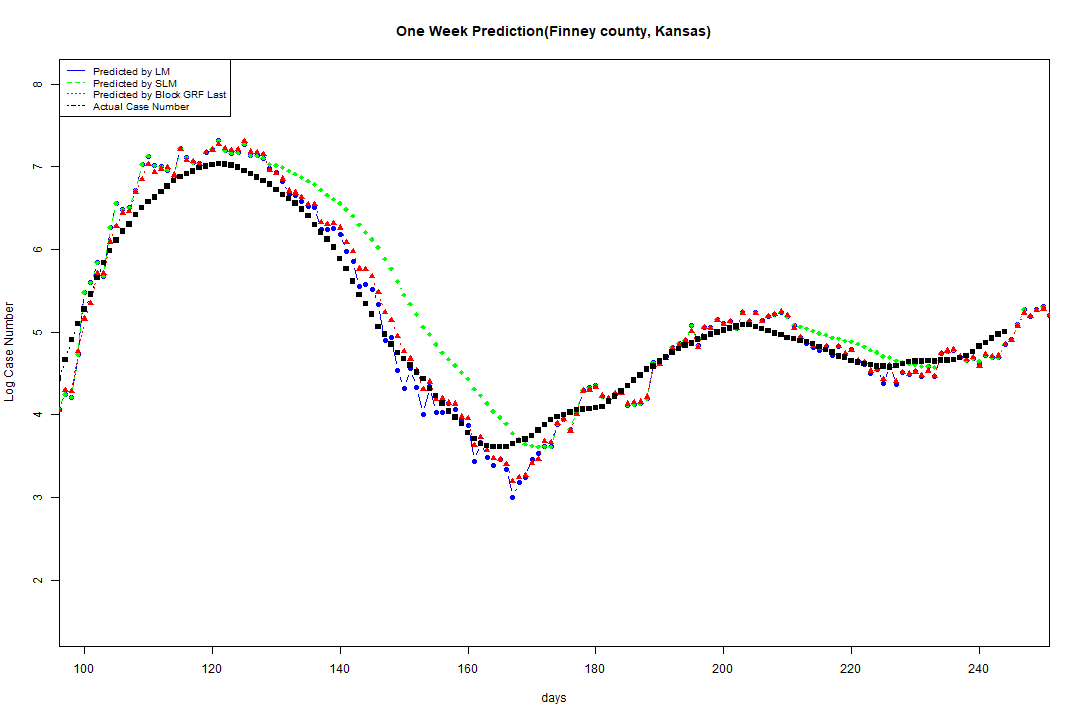 One Week Prediction(Finney county, Kansas)
Predicted by LM
Predicted by SLM
Predicted by Block GRF Last
Actual Case Number
8
7
6
5
4
3
2
Log Case Number
100 120 140 160 180 200 220 240
days